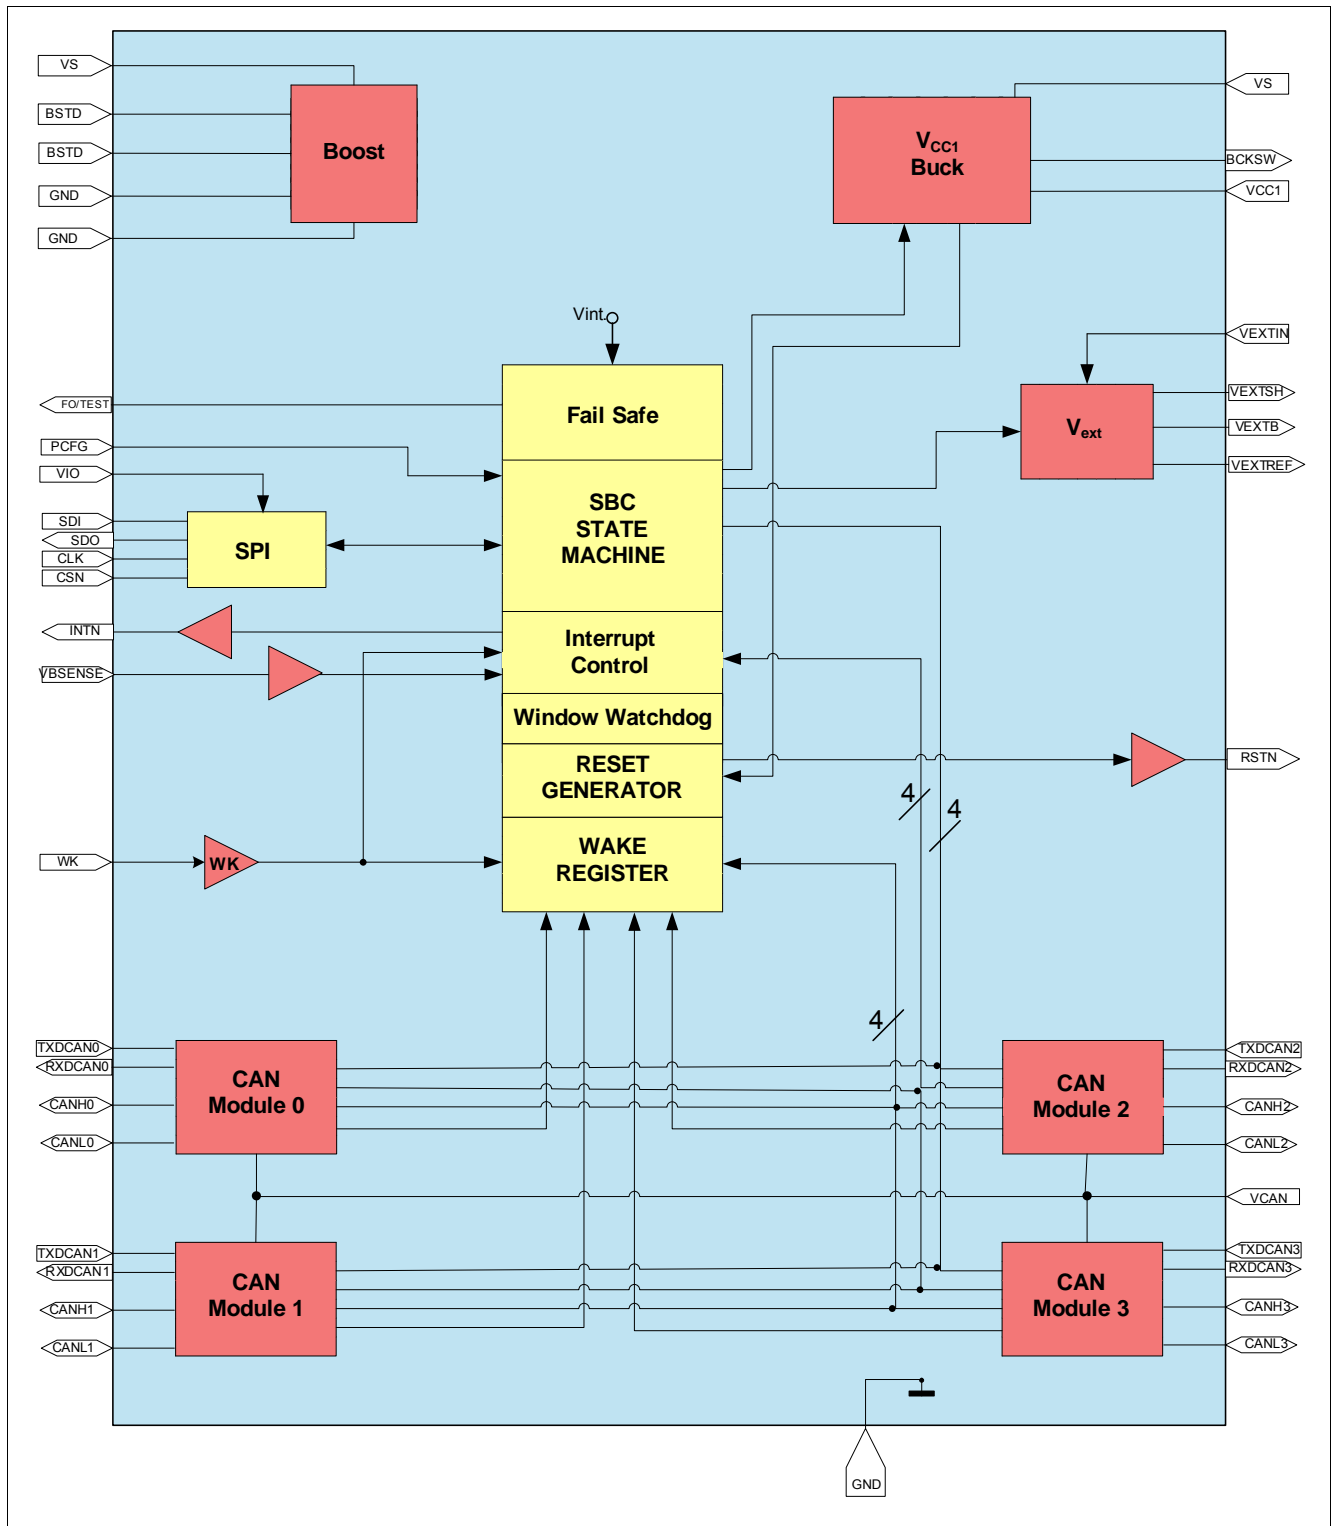 VS
BSTD
BSTD
GND
GND
Boost
V_CC1
Buck
VS
BCKSW
VCC1
Vint.
VEXTIN
VEXTSH
VEXTB
VEXTREF
V_ext
FO/TEST
PCFG
VIO
SDI
SDO
CLK
CSN
SPI
INTN
VBSENSE
Fail Safe
SBC
STATE
MACHINE
Interrupt
Control
Window Watchdog
RESET
GENERATOR
WAKE
REGISTER
RSTN
WK
WK
4
4
4
TXDCAN0
RXDCAN0
CANH0
CANL0
CAN
Module 0
CAN
Module 2
TXDCAN2
RXDCAN2
CANH2
CANL2
VCAN
TXDCAN1
RXDCAN1
CANH1
CANL1
CAN
Module 1
CAN
Module 3
TXDCAN3
RXDCAN3
CANH3
CANL3
GND